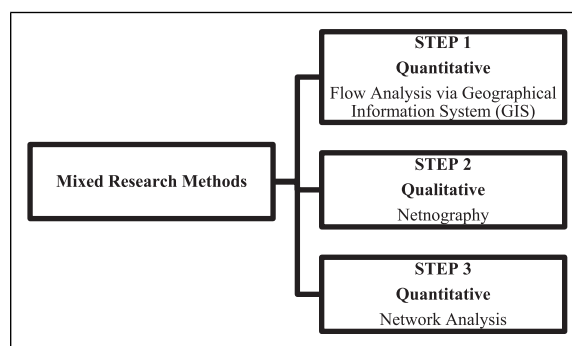 Mixed Research Methods
STEP 1
Quantitative
Flow Analysis via Geographical
Information System (GIS)
STEP 2
Qualitative
Netnography
STEP 3
Quantitative
Network Analysis